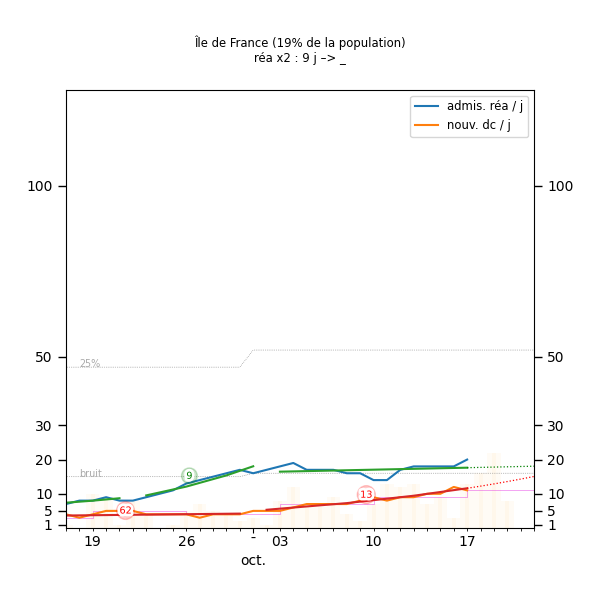 Île de France (19% de la population)
réa x2 : 9 j –> _
admis. réa / j
nouv. dc / j
100 100
25%
50 50
30 30
20 20
bruit
9
10 13 10
5 62 5
1 1
19 26 - 03 10 17
oct.